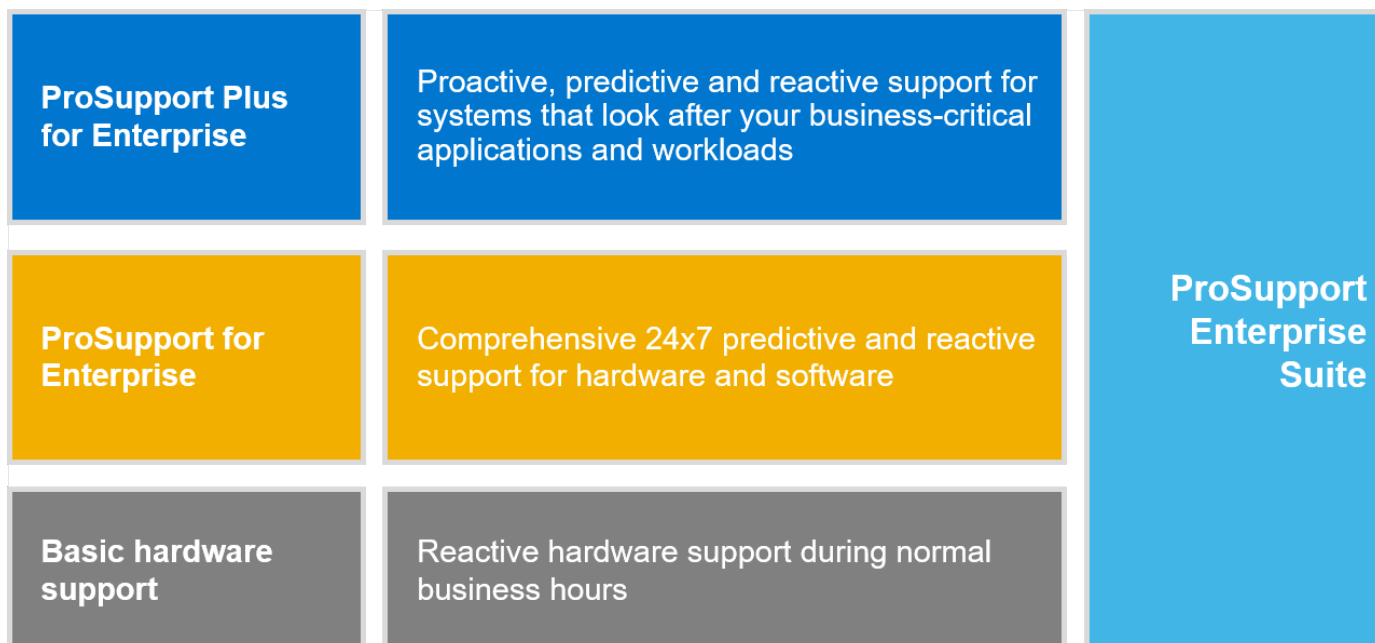 ProSupport Plus
for Enterprise
Proactive, predictive and reactive support for
systems that look after your business-critical
applications and workloads
ProSupport for
Enterprise
Comprehensive 24x7 predictive and reactive
support for hardware and software
Basic hardware
support
Reactive hardware support during normal
business hours
ProSupport
Enterprise
Suite